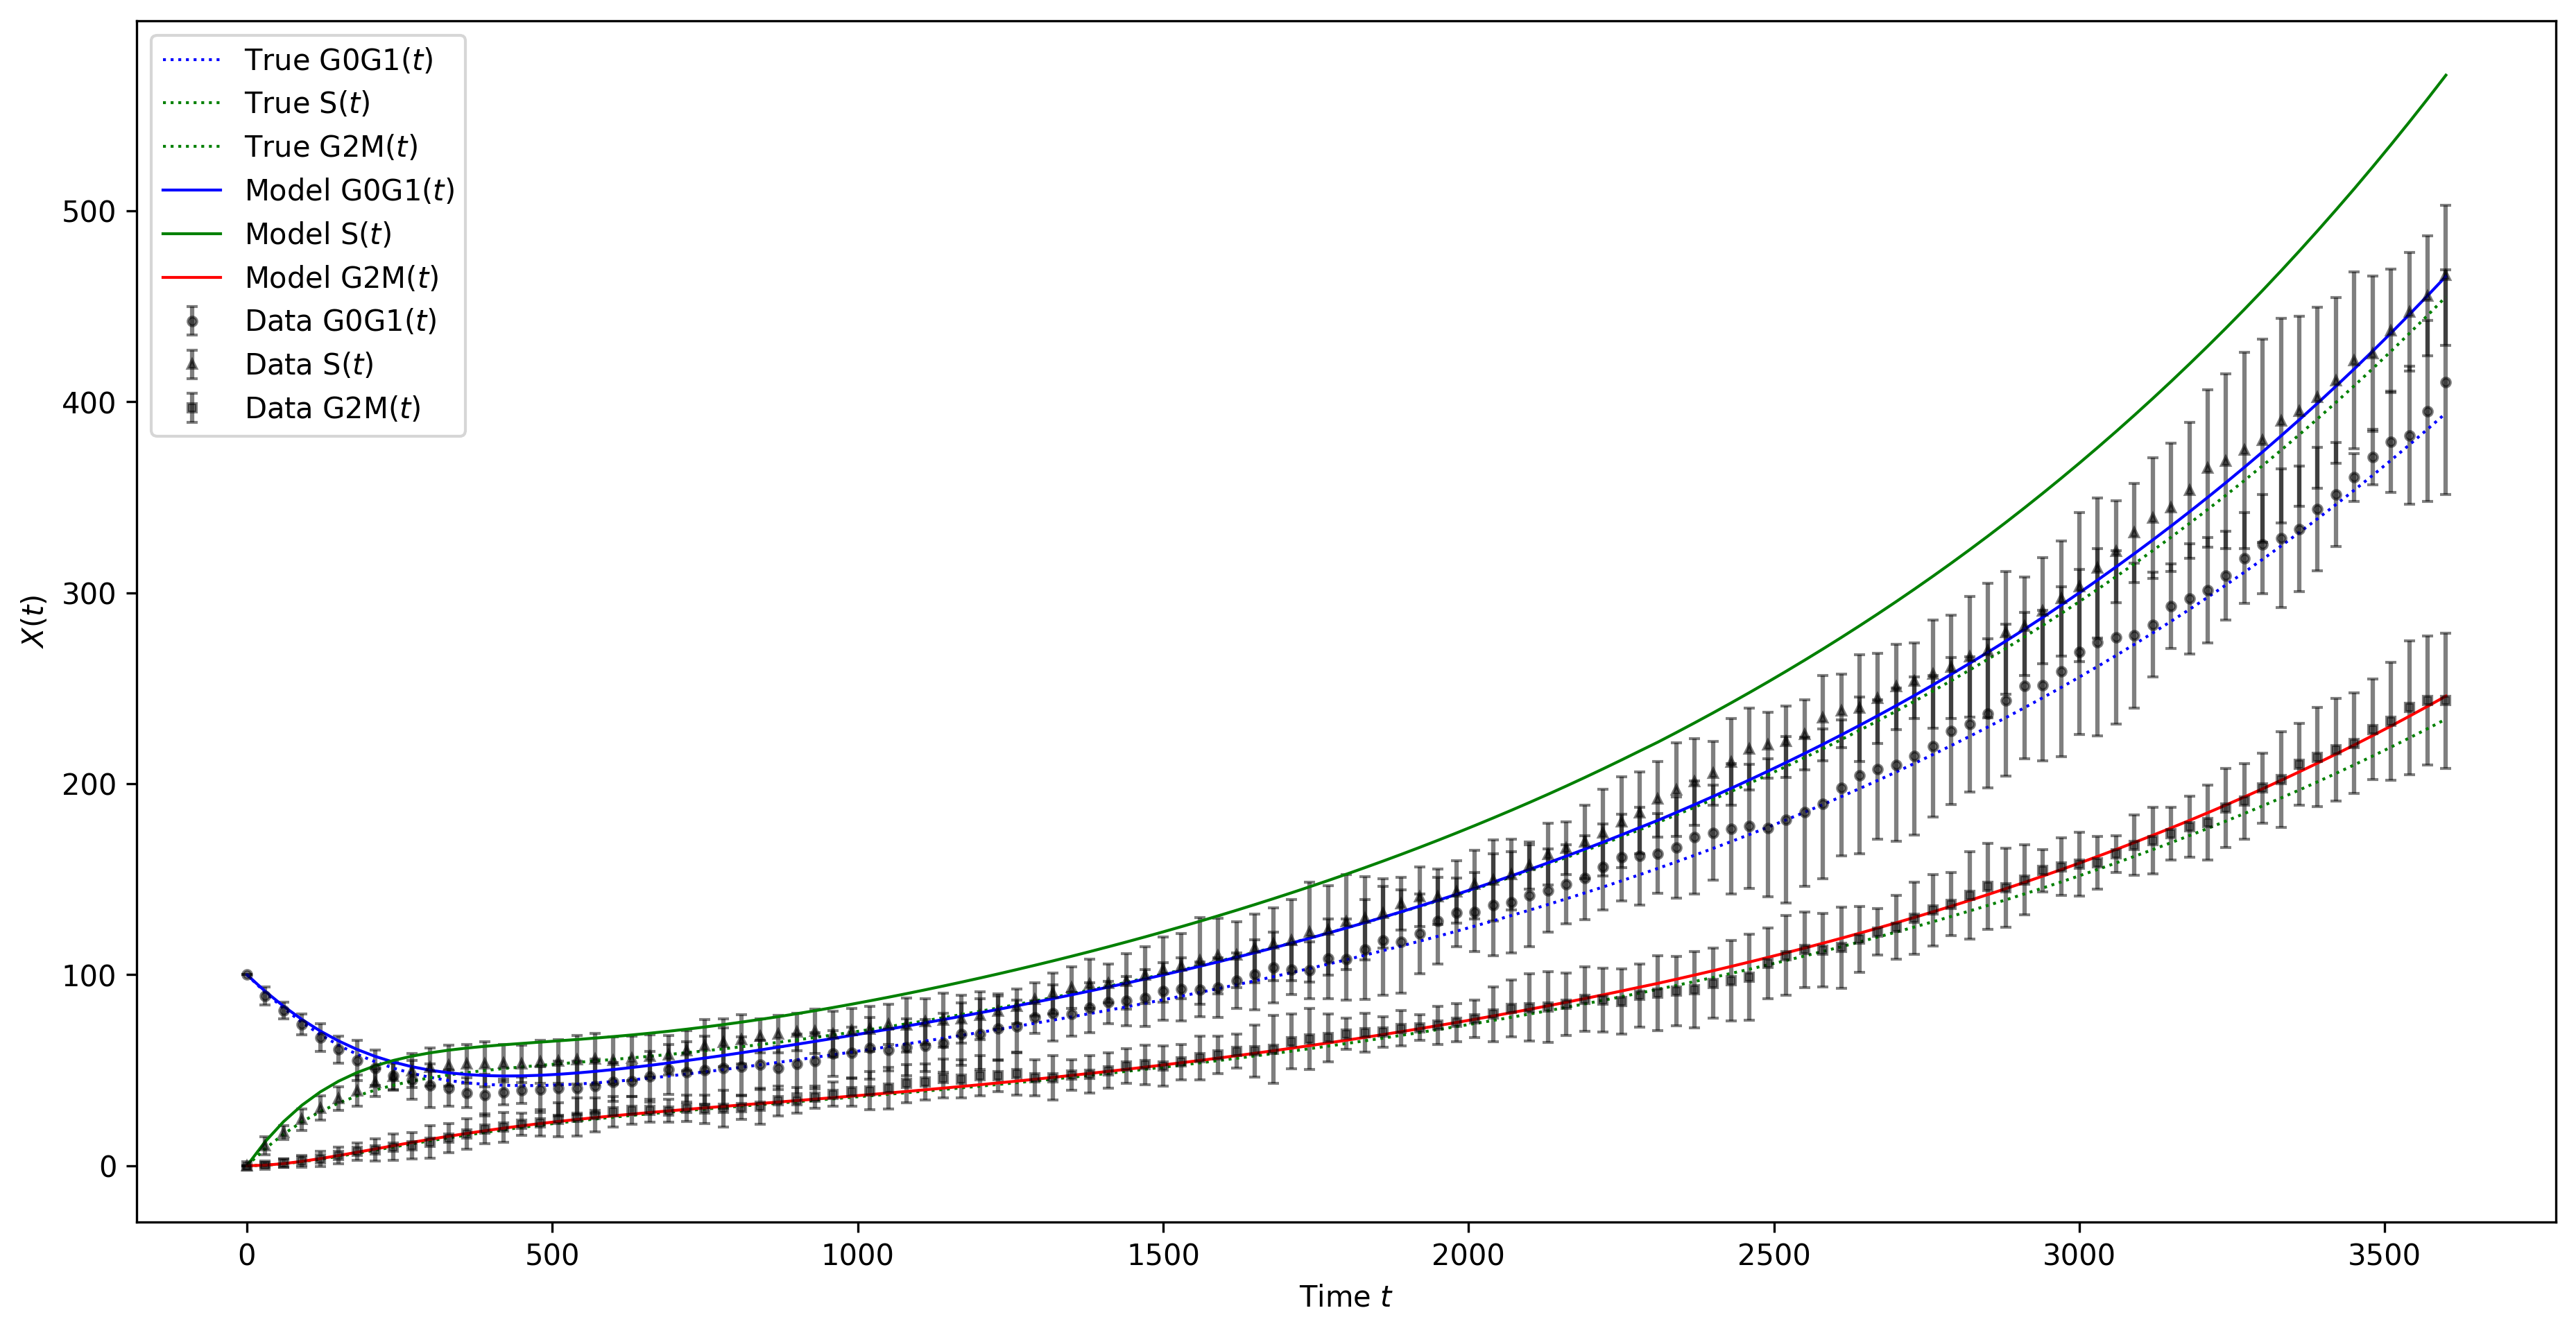 True G0G1(t)
True S(t)
True G2M(t)
Model G0G1(t)
Model S(t)
Model G2M(t)
Data G0G1(t)
Data S(t)
Data G2M(t)
500
400
300
200
100
0
X(t)
0 500 1000 1500 2000 2500 3000 3500
Time t